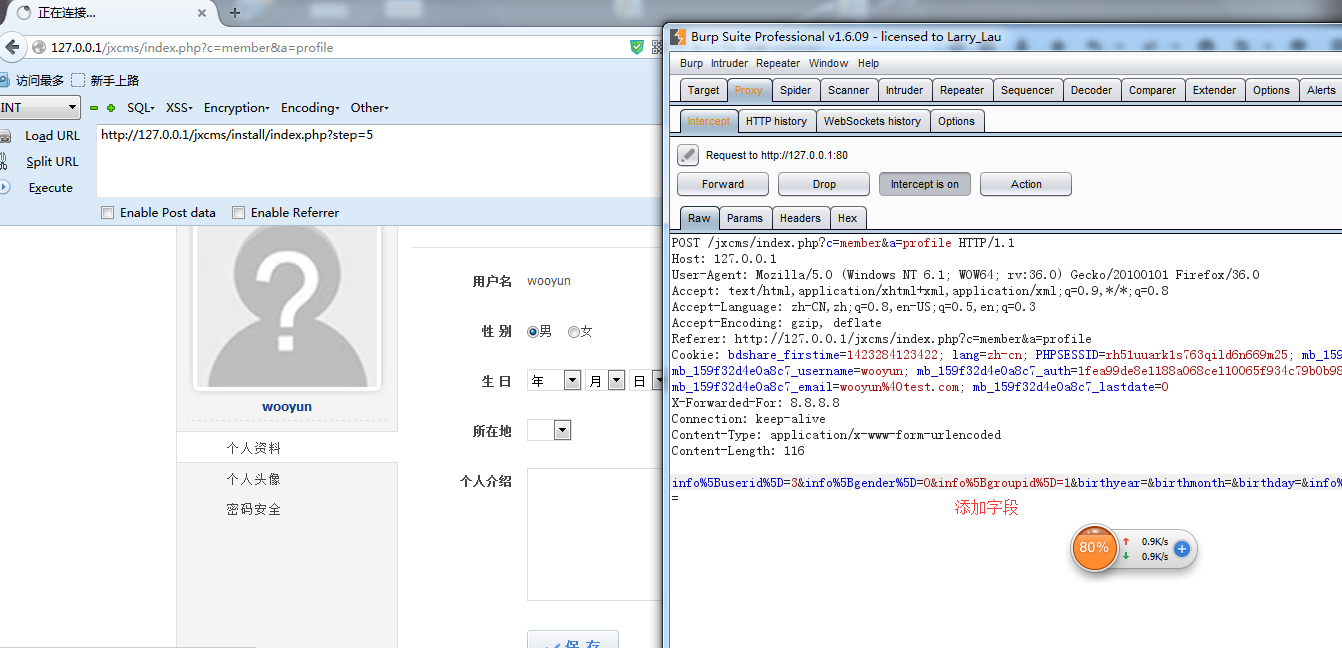 正在连接...
127.0.0.1/jxcms/index.php?c=member&a=profile
访问最多 新手上路
INT SQL XSS Encryption Encoding Other
Load URL
http://127.0.0.1/jxcms/install/index.php?step=5
Split URL
Execute
Enable Post data Enable Referrer
用户名 wooyun
性 别 男 女
生 日 年 月 日
所在地
个人介绍
wooyun
个人资料
个人头像
密码安全
保 存
Burp Suite Professional v1.6.09 - licensed to Larry_Lau
Burp Intruder Repeater Window Help
Target Proxy Spider Scanner Intruder Repeater Sequencer Decoder Comparer Extender Options Alerts
Intercept HTTP history WebSockets history Options
Request to http://127.0.0.1:80
Forward Drop Intercept is on Action
Raw Params Headers Hex
POST /jxcms/index.php?c=member&a=profile HTTP/1.1
Host: 127.0.0.1
User-Agent: Mozilla/5.0 (Windows NT 6.1; WOW64; rv:36.0) Gecko/20100101 Firefox/36.0
Accept: text/html,application/xhtml+xml,application/xml;q=0.9,*/*;q=0.8
Accept-Language: zh-CN,zh;q=0.8,en-US;q=0.5,en;q=0.3
Accept-Encoding: gzip, deflate
Referer: http://127.0.0.1/jxcms/index.php?c=member&a=profile
Cookie: bdshare_firstime=1423284123422; lang=zh-cn; PHPSESSID=rh51uuark1s763qild6n669m25; mb_159
mb_159f32d4e0a8c7_username=wooyun; mb_159f32d4e0a8c7_auth=1fea99de8e1188a068ce110065f934c79b0b98
mb_159f32d4e0a8c7_email=wooyun%40test.com; mb_159f32d4e0a8c7_lastdate=0
X-Forwarded-For: 8.8.8.8
Connection: keep-alive
Content-Type: application/x-www-form-urlencoded
Content-Length: 116
info%5Buserid%5D=3&info%5Bgender%5D=0&info%5Bgroupid%5D=1&birthyear=&birthmonth=&birthday=&info%
=
添加字段
80%
0.9K/s
0.9K/s